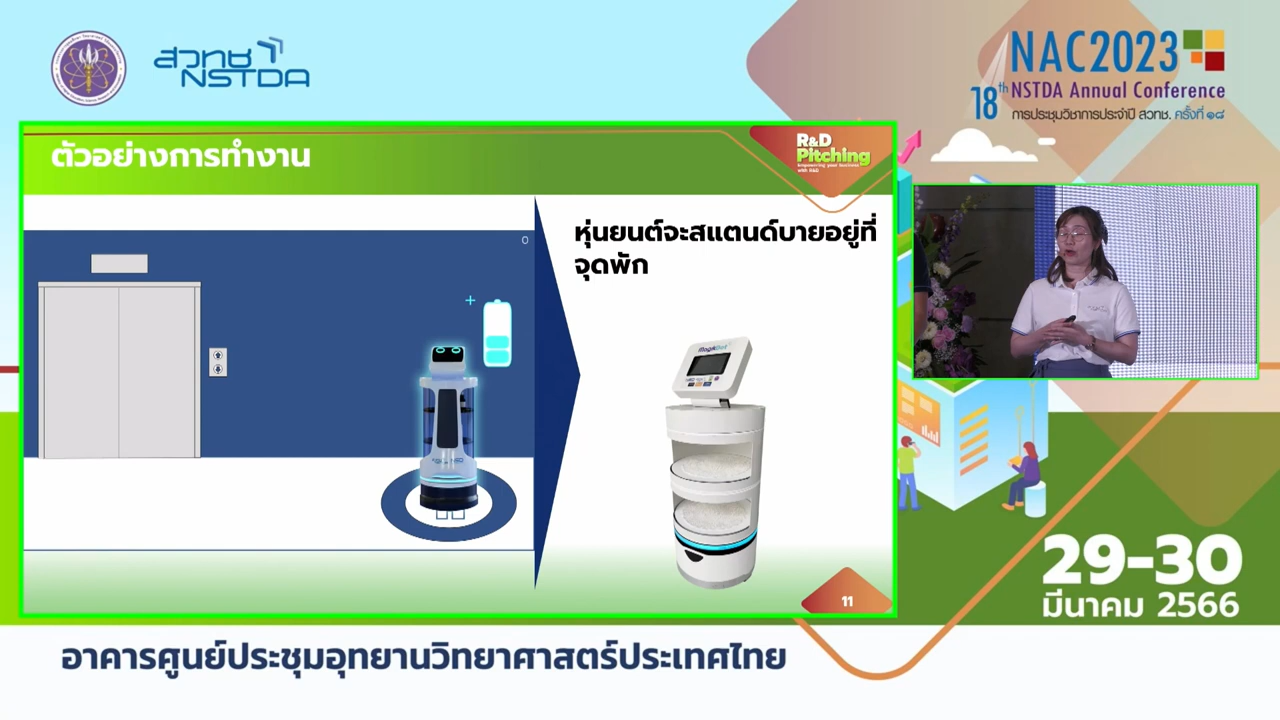 สวทช
NSTDA
NAC2023
18th NSTDA Annual Conference
การประชุมวิชาการประจำปี สวทช. ครั้งที่ ๑๘
ตัวอย่างการทำงาน
R&D
Pitching
Empowering your business
with R&D
หุ่นยนต์จะสแตนด์บายอยู่ที่
จุดพัก
11
29-30
มีนาคม 2566
อาคารศูนย์ประชุมอุทยานวิทยาศาสตร์ประเทศไทย